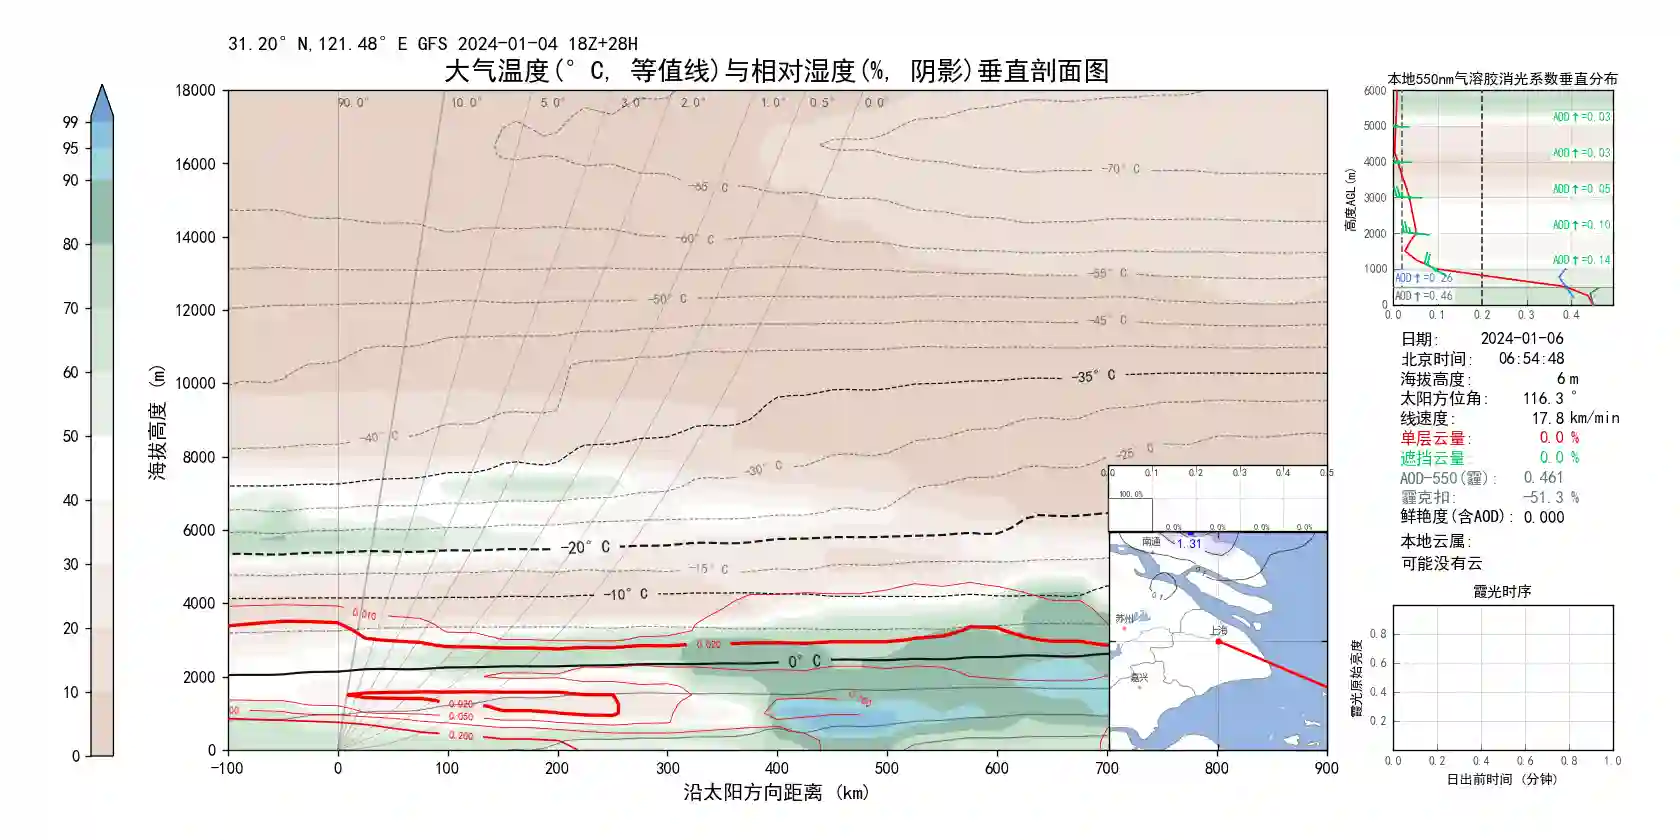 31.20° N,121.48° E GFS 2024-01-04 18Z+28H
大气温度(° C, 等值线)与相对湿度(%, 阴影)垂直剖面图
99
95
90
80
70
60
50
40
30
20
10
0
海拔高度 (m)
18000
16000
14000
12000
10000
8000
6000
4000
2000
0
90.0° 10.0° 5.0° 3.0° 2.0° 1.0° 0.5° 0.0°
-70° C
-65° C
-60° C
-55° C
-50° C
-45° C
-35° C
-40° C
-25° C
-30° C
-20° C
-15° C
-10° C
0° C
0.010
0.020
0.020
0.050
0.200
-100 0 100 200 300 400 500 600 700 800 900
沿太阳方向距离 (km)
0.0 0.1 0.2 0.3 0.4 0.5
100.0%
0.0% 0.0% 0.0% 0.0%
南通
1.31
0.1
苏州
上海
嘉兴
本地550nm气溶胶消光系数垂直分布
高度AGL(m)
6000
5000
4000
3000
2000
1000
0
AOD↑=0.03
AOD↑=0.03
AOD↑=0.05
AOD↑=0.10
AOD↑=0.14
AOD↑=0.26
AOD↑=0.46
0.0 0.1 0.2 0.3 0.4
日期: 2024-01-06
北京时间: 06:54:48
海拔高度: 6 m
太阳方位角: 116.3 °
线速度: 17.8 km/min
单层云量: 0.0 %
遮挡云量: 0.0 %
AOD-550(霾): 0.461
霾克扣: -51.3 %
鲜艳度(含AOD): 0.000
本地云属:
可能没有云
霞光时序
霞光原始亮度
0.8
0.6
0.4
0.2
0.0 0.2 0.4 0.6 0.8 1.0
日出前时间 (分钟)